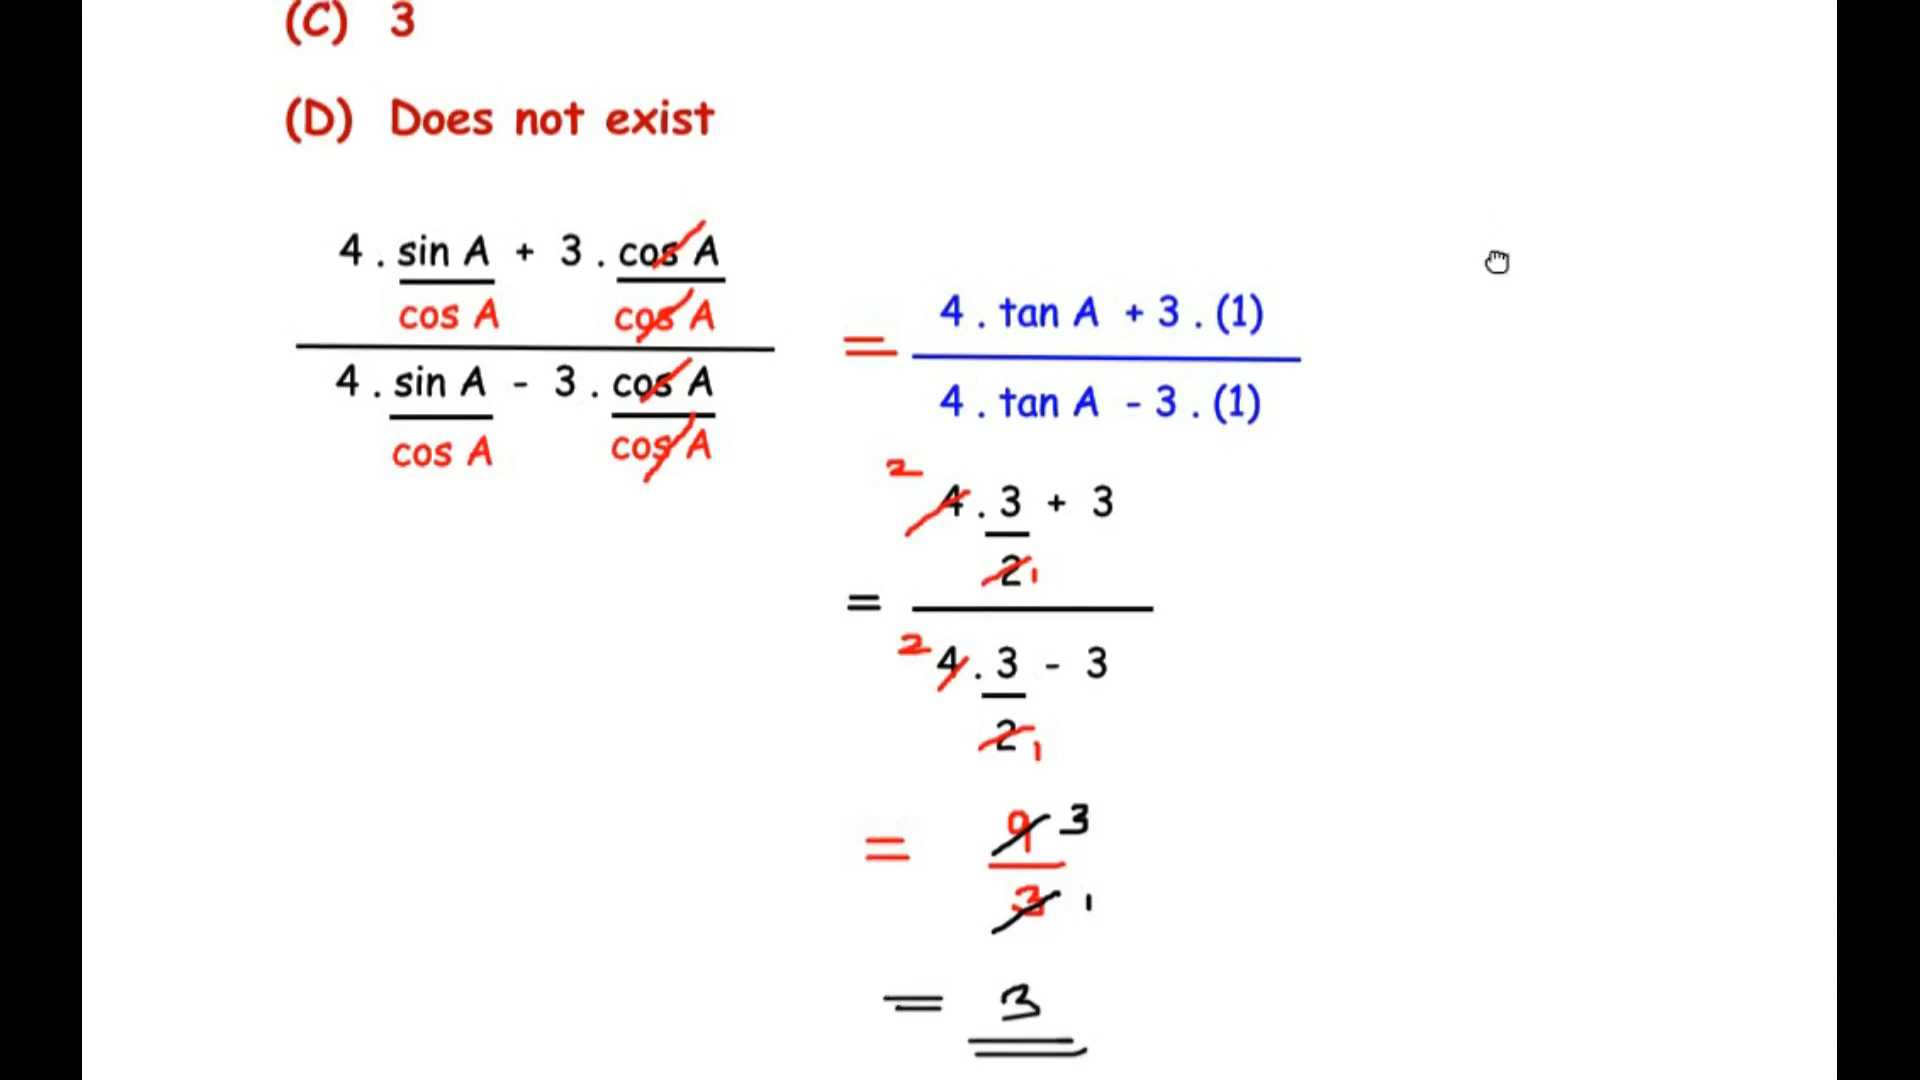 (C) 3
(D) Does not exist
4 . sin A + 3 . cos A
cos A cos A
4 . sin A - 3 . cos A
cos A cos A
= 4 . tan A + 3 . (1)
4 . tan A - 3 . (1)
2 4 . 3 + 3
2 1
=
2 4 . 3 - 3
2 1
= 9 3
3 1
= 3